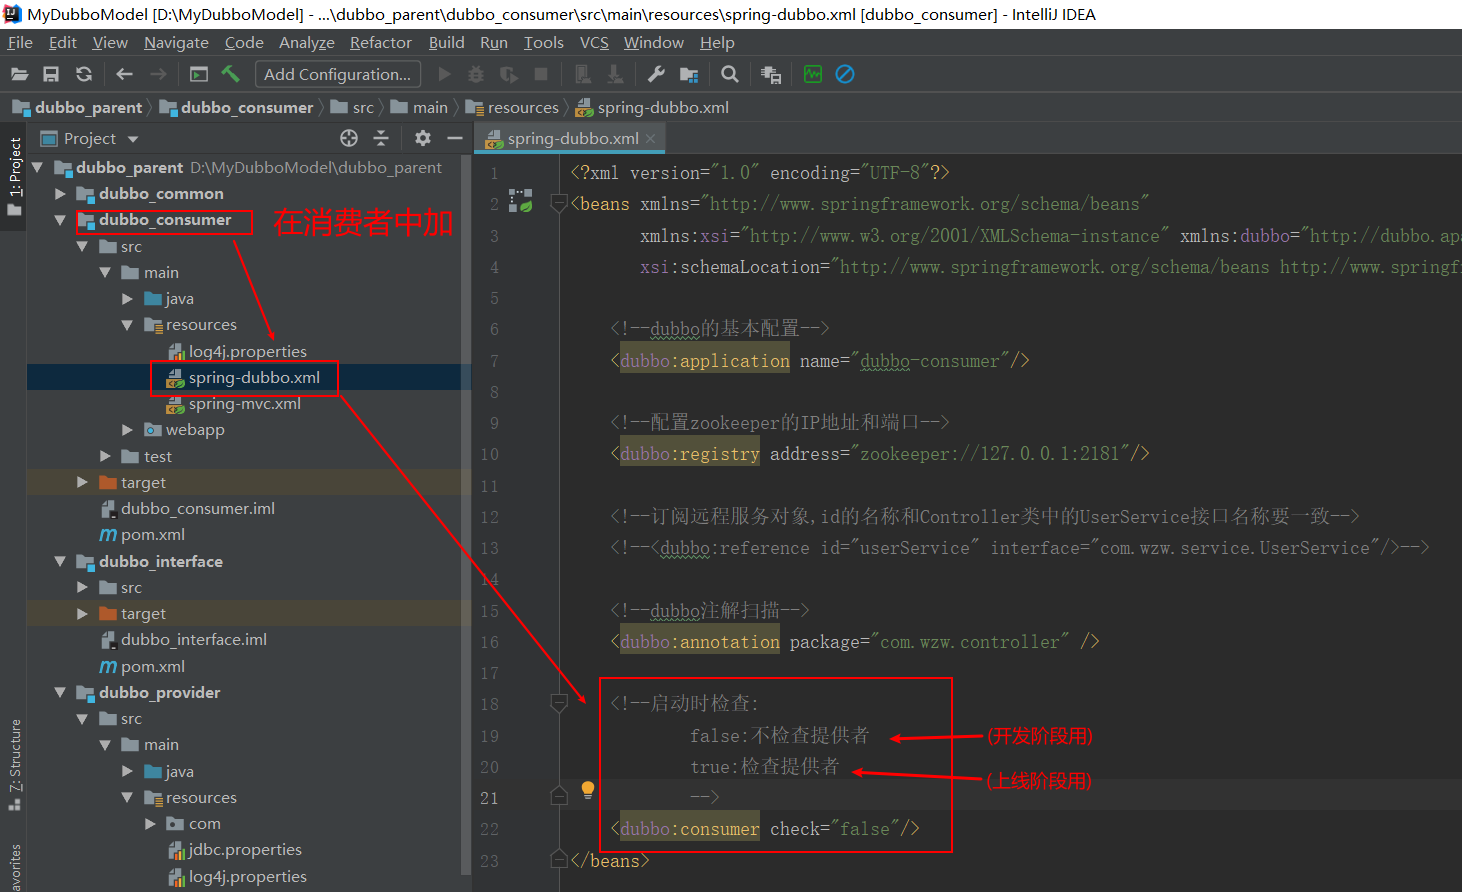 MyDubboModel [D:\MyDubboModel] - ...\dubbo_parent\dubbo_consumer\src\main\resources\spring-dubbo.xml [dubbo_consumer] - IntelliJ IDEA
File Edit View Navigate Code Analyze Refactor Build Run Tools VCS Window Help
Add Configuration...
dubbo_parent dubbo_consumer src main resources spring-dubbo.xml
1: Project
7: Structure
avorites
Project
dubbo_parent D:\MyDubboModel\dubbo_parent
dubbo_common
dubbo_consumer
在消费者中加
src
main
java
resources
log4j.properties
spring-dubbo.xml
spring-mvc.xml
webapp
test
target
dubbo_consumer.iml
pom.xml
dubbo_interface
src
target
dubbo_interface.iml
pom.xml
dubbo_provider
src
main
java
resources
com
jdbc.properties
log4j.properties
spring-dubbo.xml
1 <?xml version="1.0" encoding="UTF-8"?>
2 <beans xmlns="http://www.springframework.org/schema/beans"
3 xmlns:xsi="http://www.w3.org/2001/XMLSchema-instance" xmlns:dubbo="http://dubbo.apa
4 xsi:schemaLocation="http://www.springframework.org/schema/beans http://www.springf
5
6 <!--dubbo的基本配置-->
7 <dubbo:application name="dubbo-consumer"/>
8
9 <!--配置zookeeper的IP地址和端口-->
10 <dubbo:registry address="zookeeper://127.0.0.1:2181"/>
11
12 <!--订阅远程服务对象,id的名称和Controller类中的UserService接口名称要一致-->
13 <!--<dubbo:reference id="userService" interface="com.wzw.service.UserService"/>-->
14
15 <!--dubbo注解扫描-->
16 <dubbo:annotation package="com.wzw.controller" />
17
18 <!--启动时检查:
19 false:不检查提供者 (开发阶段用)
20 true:检查提供者 (上线阶段用)
21 -->
22 <dubbo:consumer check="false"/>
23 </beans>